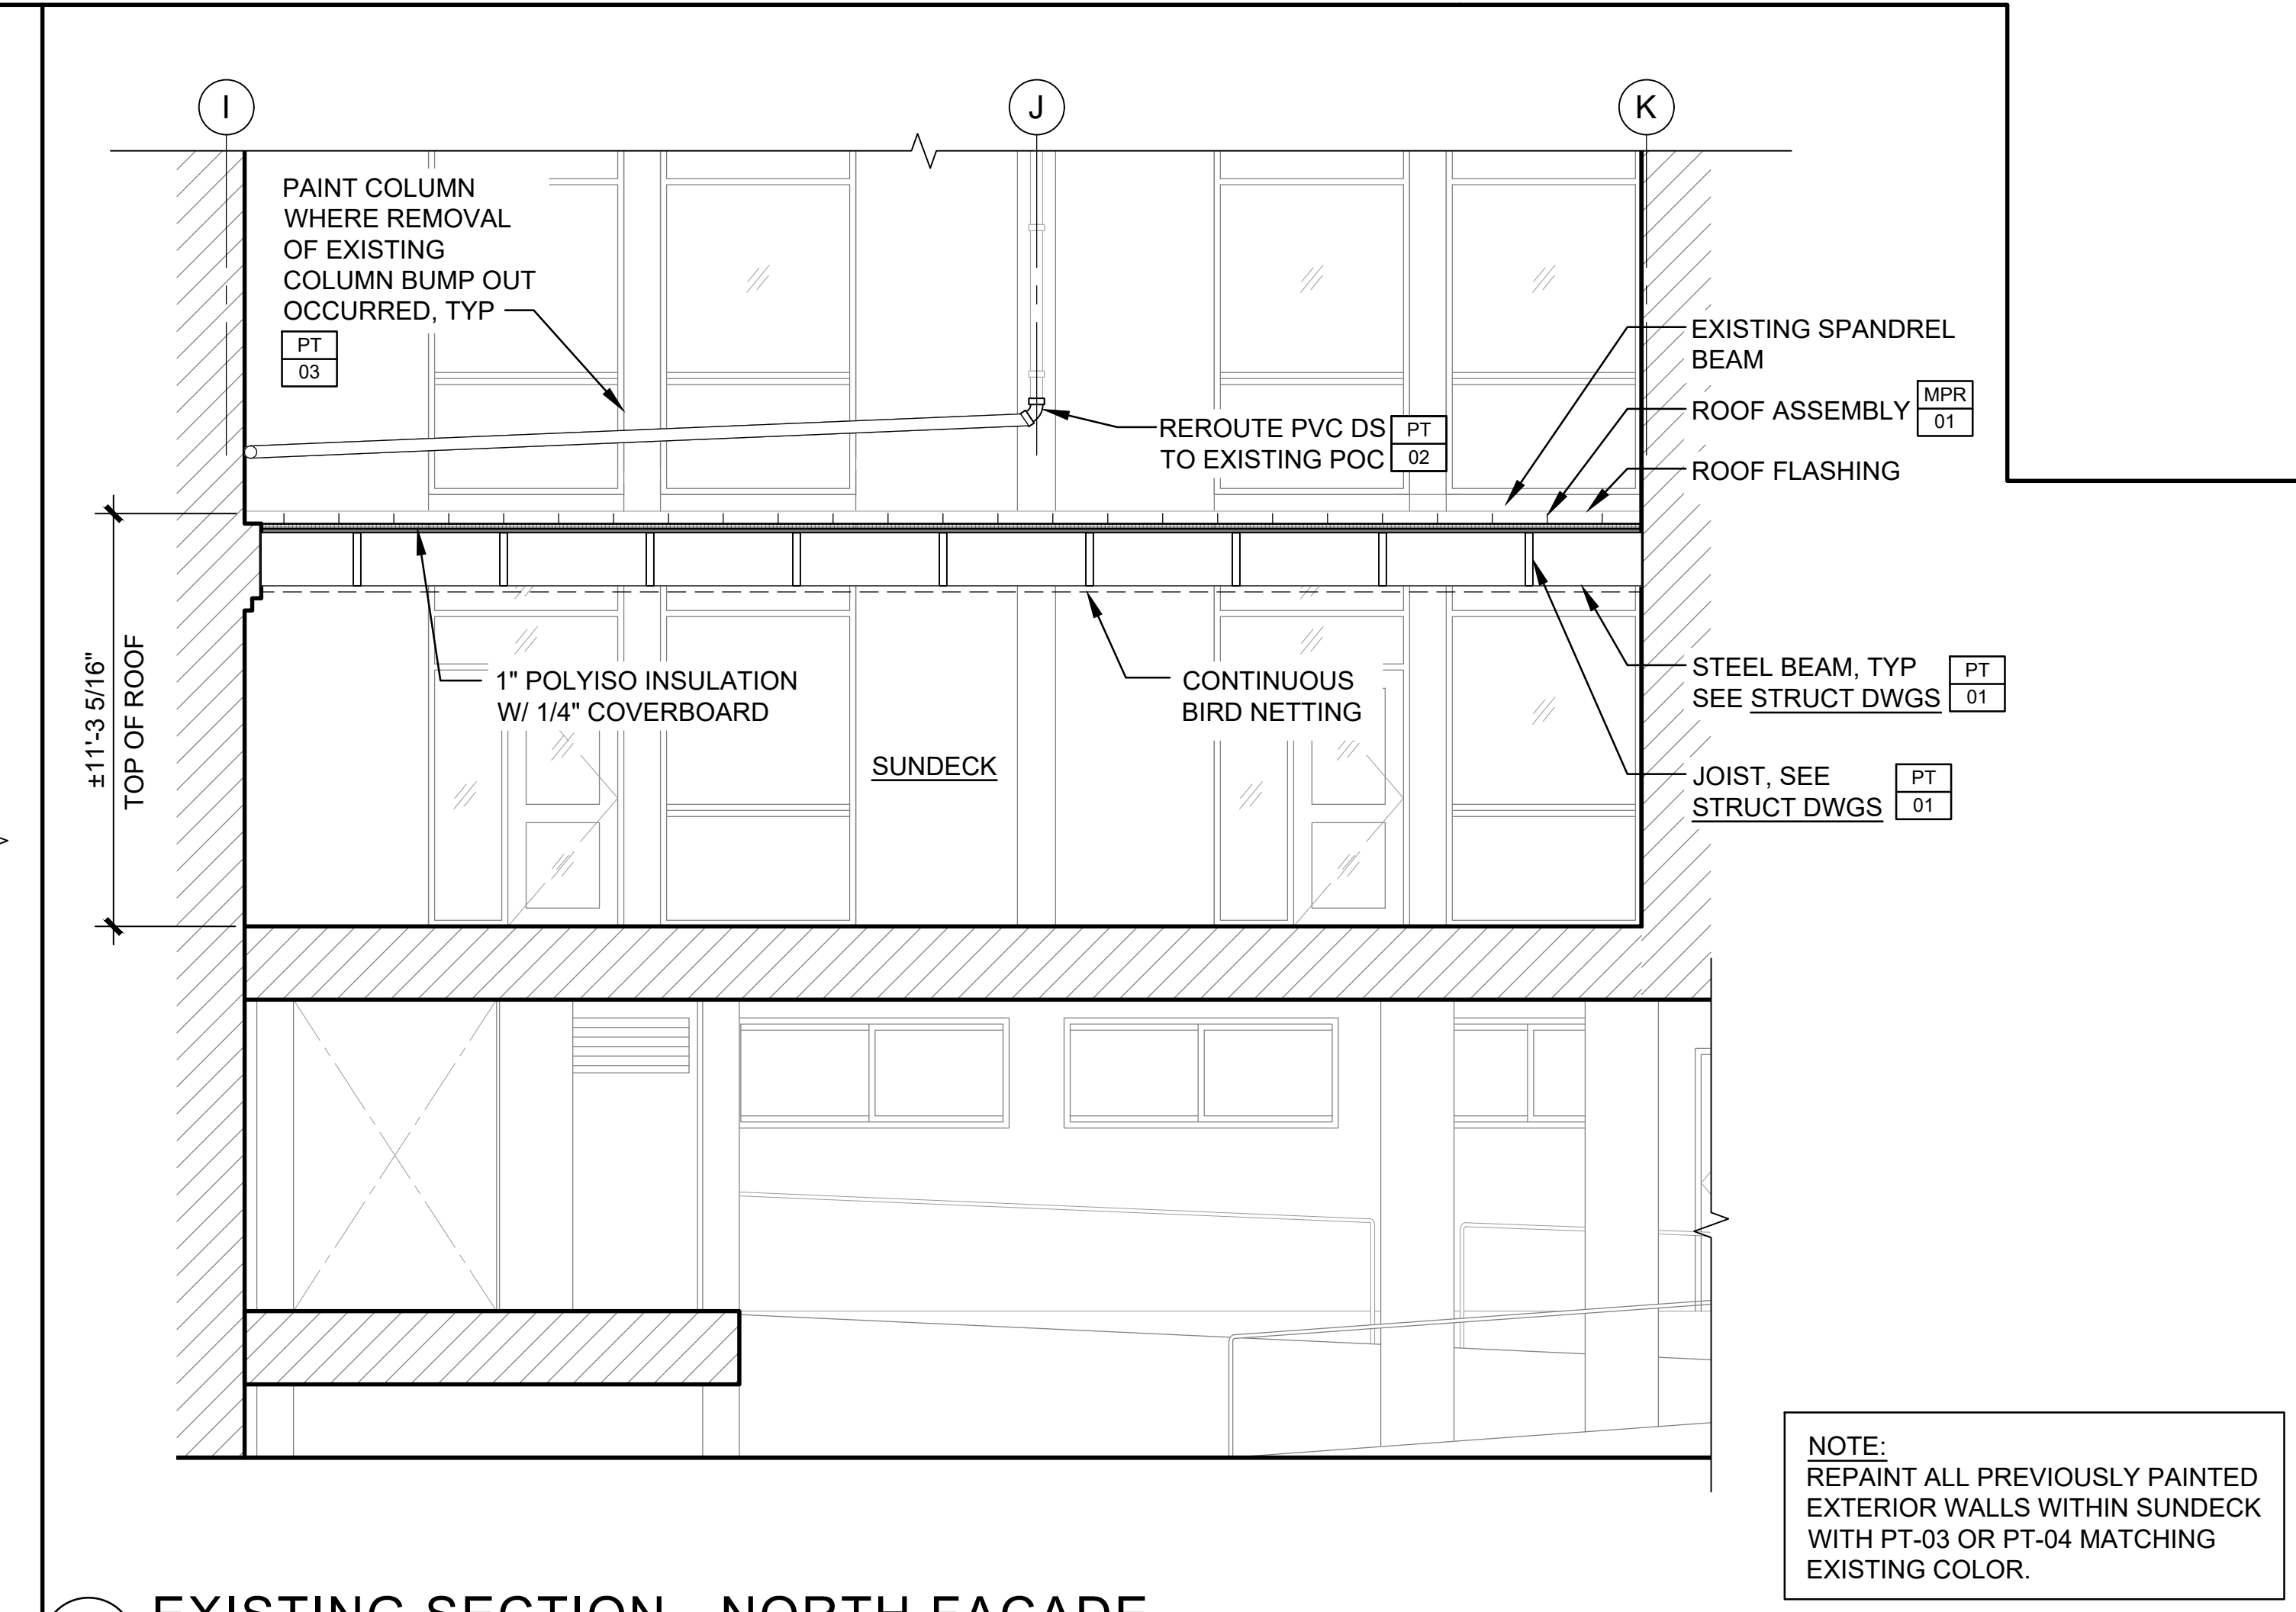 I
J
K
PAINT COLUMN
WHERE REMOVAL
OF EXISTING
COLUMN BUMP OUT
OCCURRED, TYP
PT
03
REROUTE PVC DS
TO EXISTING POC
PT
02
EXISTING SPANDREL
BEAM
ROOF ASSEMBLY
MPR
01
ROOF FLASHING
±11'-3 5/16"
TOP OF ROOF
1" POLYISO INSULATION
W/ 1/4" COVERBOARD
CONTINUOUS
BIRD NETTING
SUNDECK
STEEL BEAM, TYP
SEE STRUCT DWGS
PT
01
JOIST, SEE
STRUCT DWGS
PT
01
NOTE:
REPAINT ALL PREVIOUSLY PAINTED
EXTERIOR WALLS WITHIN SUNDECK
WITH PT-03 OR PT-04 MATCHING
EXISTING COLOR.
EXISTING SECTION - NORTH FACADE